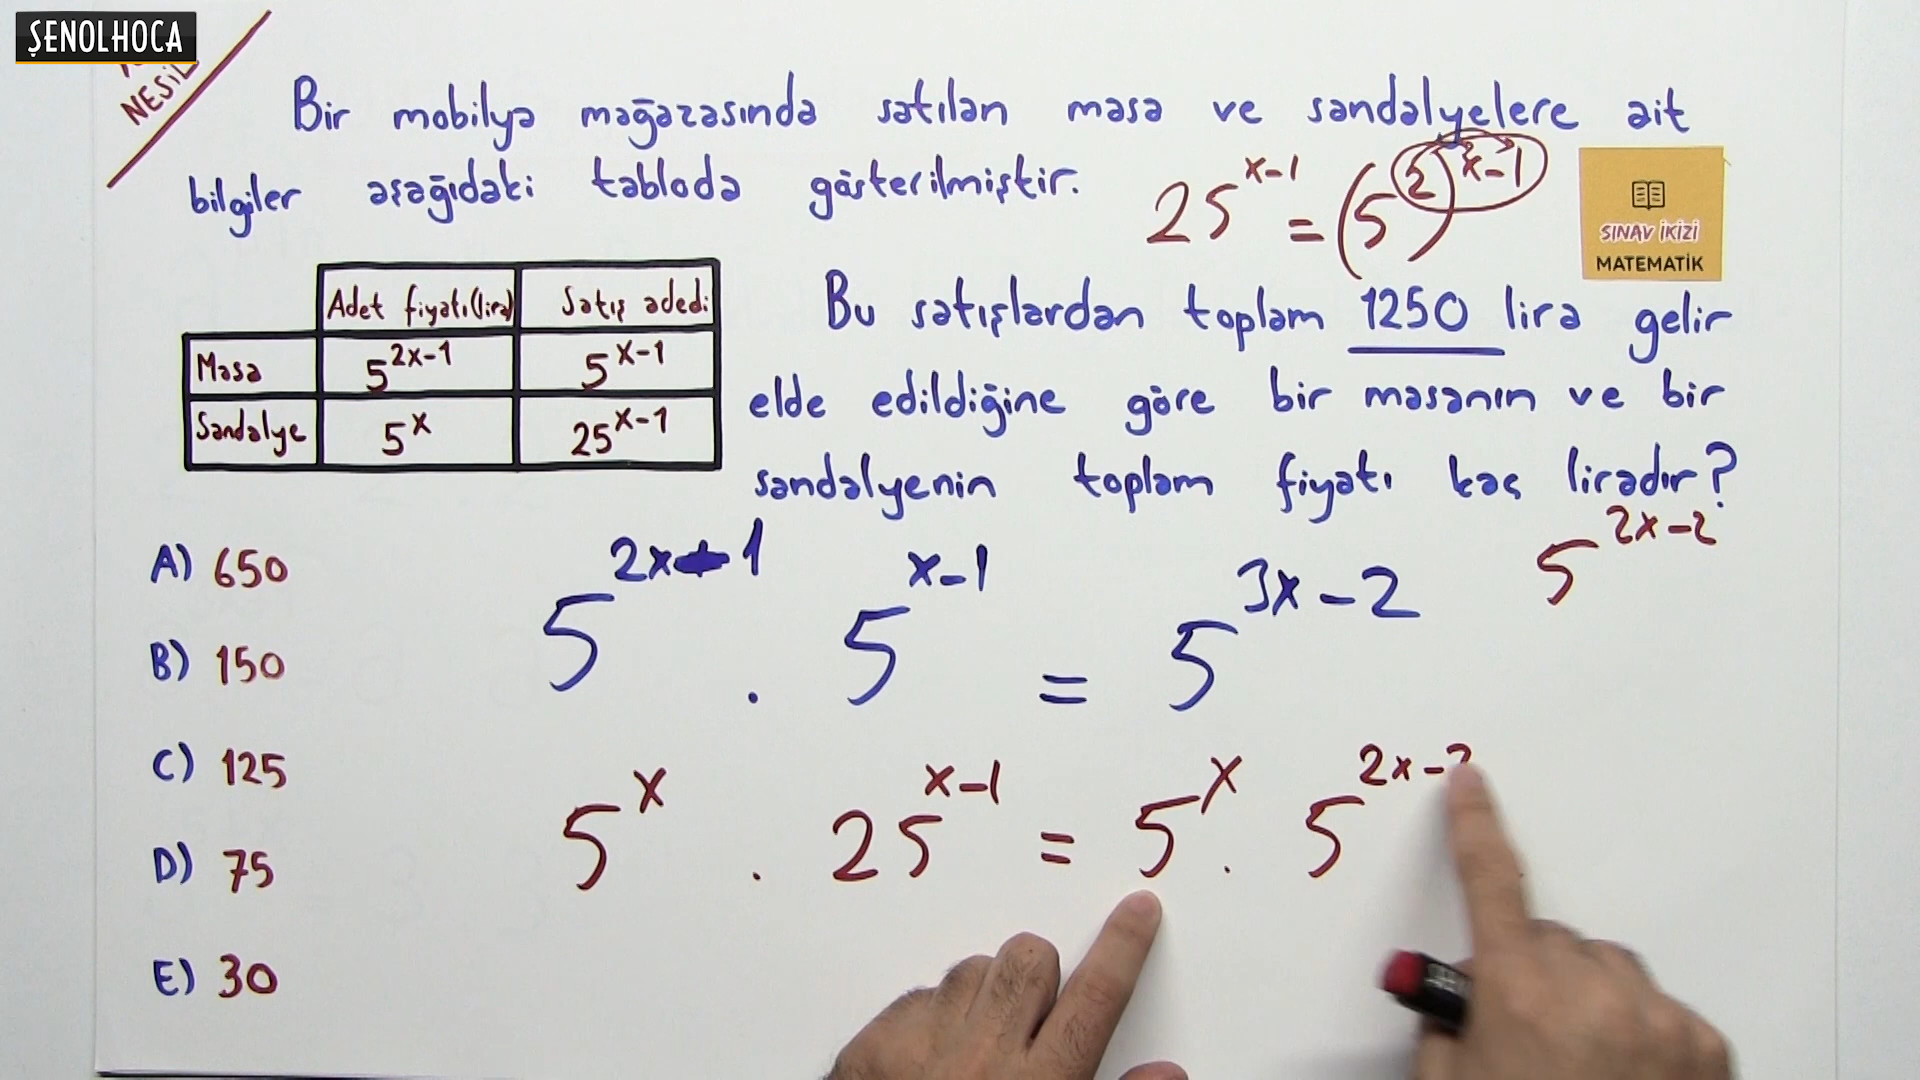 ŞENOLHOCA
NESİL
Bir mobilya mağazasında satılan masa ve sandalyelere ait
bilgiler aşağıdaki tabloda gösterilmiştir.
25^{x-1} = (5^2)^{x-1}
SINAV İKİZİ
MATEMATİK
Adet fiyatı(lira) Satış adedi
Masa 5^{2x-1} 5^{x-1}
Sandalye 5^x 25^{x-1}
Bu satışlardan toplam 1250 lira gelir
elde edildiğine göre bir masanın ve bir
sandalyenin toplam fiyatı kaç liradır?
5^{2x-2}
A) 650
B) 150
C) 125
D) 75
E) 30
5^{2x-1} . 5^{x-1} = 5^{3x-2}
5^x . 25^{x-1} = 5^x . 5^{2x-2}